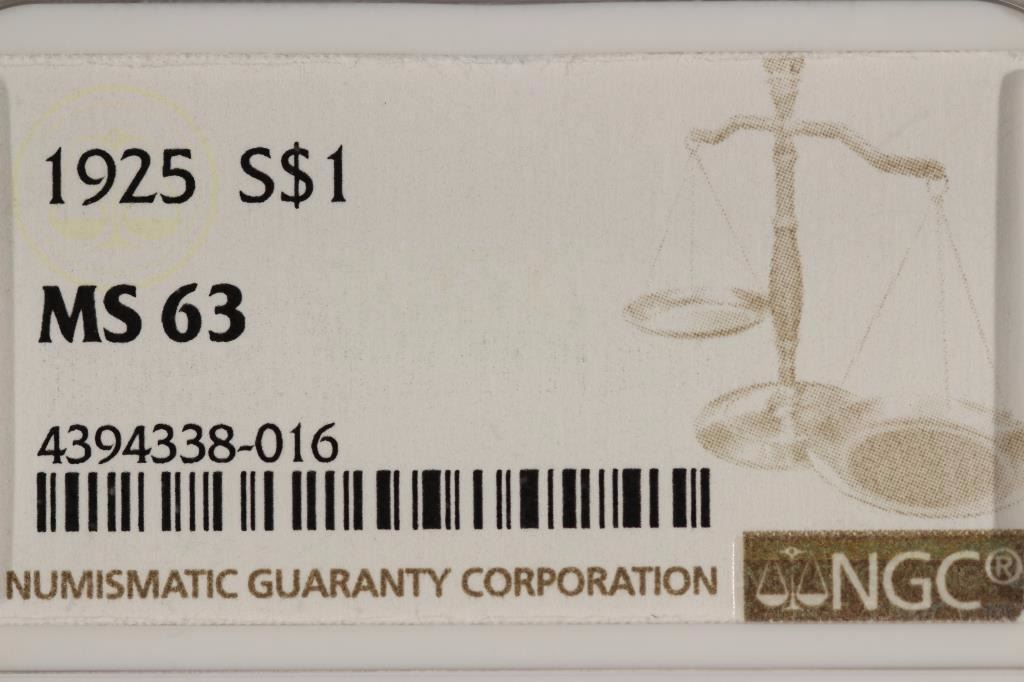 1925 S$1
MS 63
4394338-016
NUMISMATIC GUARANTY CORPORATION
NGC®